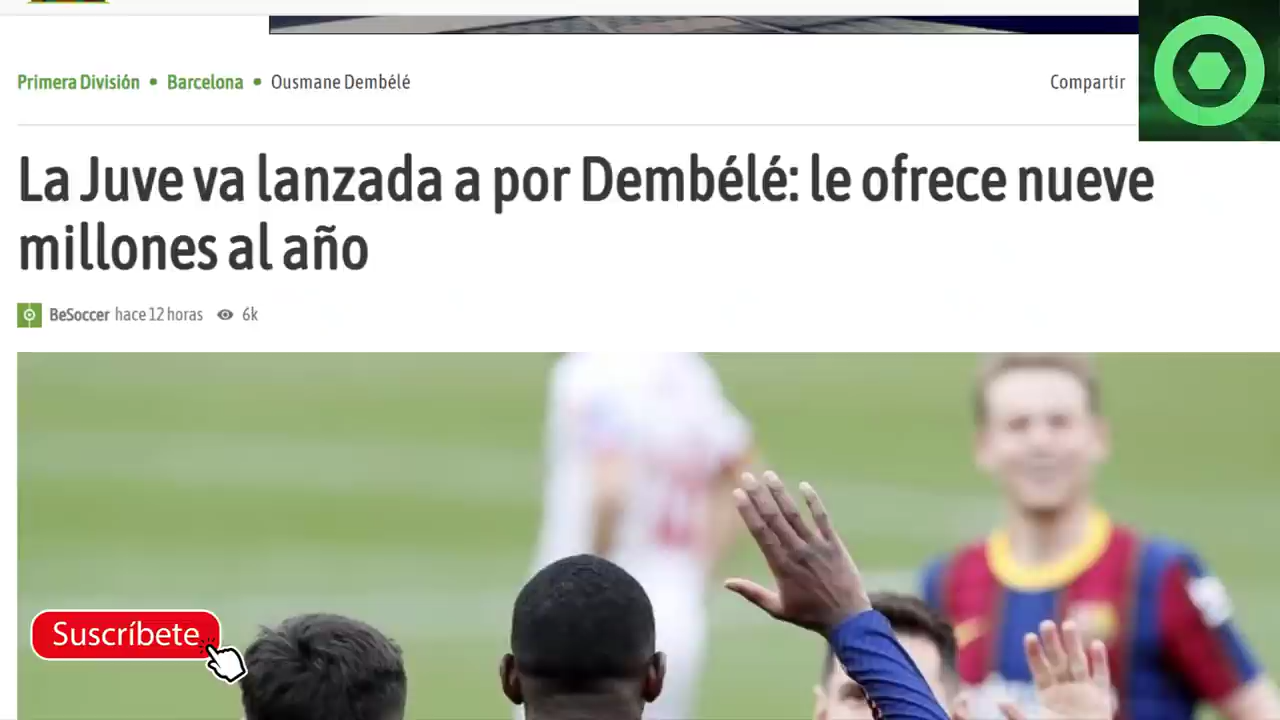 Primera División • Barcelona • Ousmane Dembélé
Compartir
La Juve va lanzada a por Dembélé: le ofrece nueve
millones al año
BeSoccer hace 12 horas 6k
Suscríbete